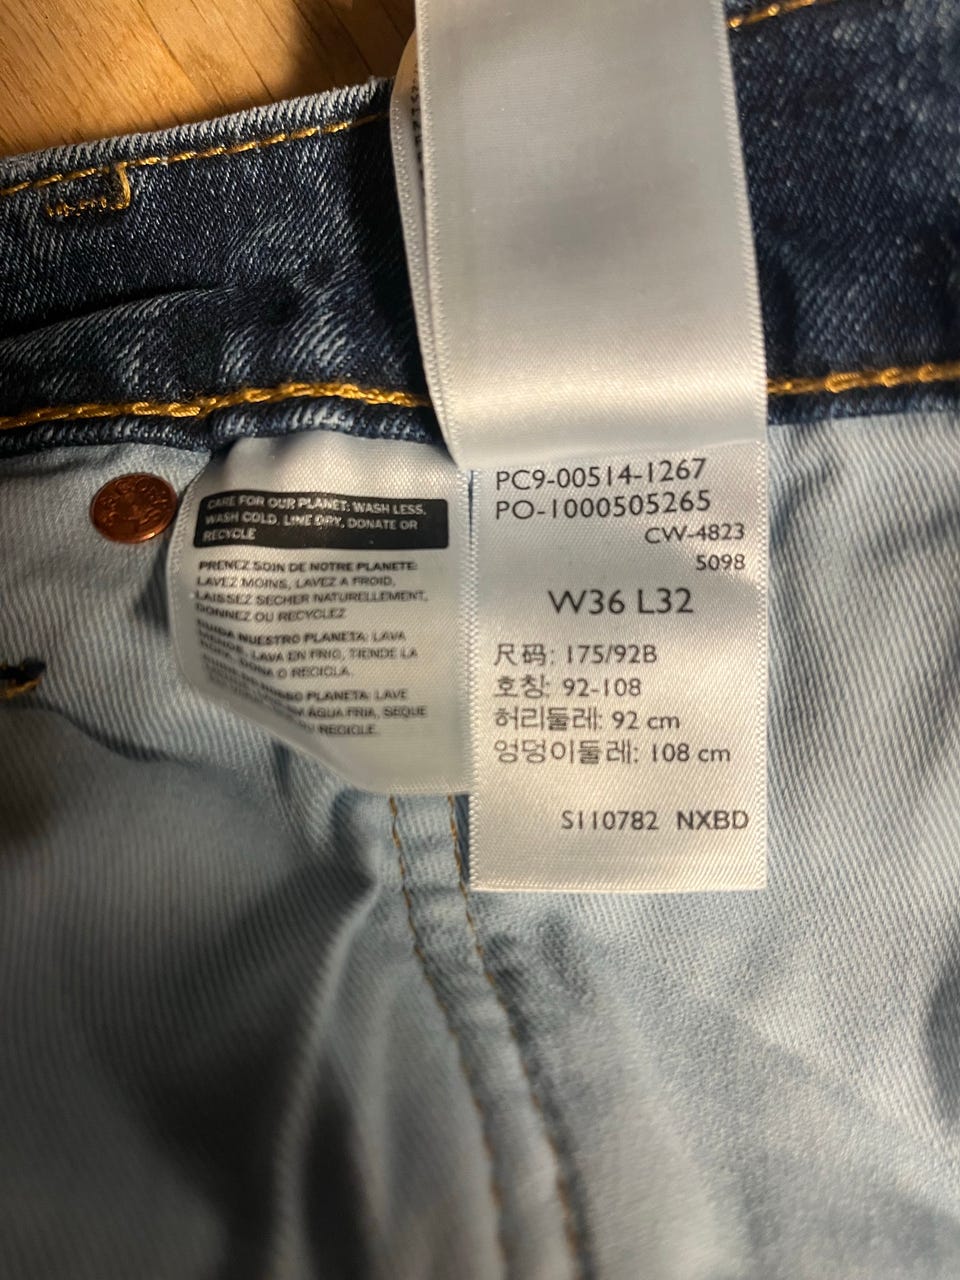 CARE FOR OUR PLANET: WASH LESS,
WASH COLD, LINE DRY, DONATE OR
RECYCLE
PRENEZ SOIN DE NOTRE PLANETE:
LAVEZ MOINS, LAVEZ A FROID,
LAISSEZ SECHER NATURELLEMENT,
DONNEZ OU RECYCLEZ
NUESTRO PLANETA: LAVA
LAVA EN FRIO, TIENDE LA
DONA O RECICLA.
PLANETA: LAVE
AGUA FRIA, SEQUE
RECICLE.
PC9-00514-1267
PO-1000505265
CW-4823
5098
W36 L32
尺码: 175/92B
호칭: 92-108
허리둘레: 92 cm
엉덩이둘레: 108 cm
S110782 NXBD